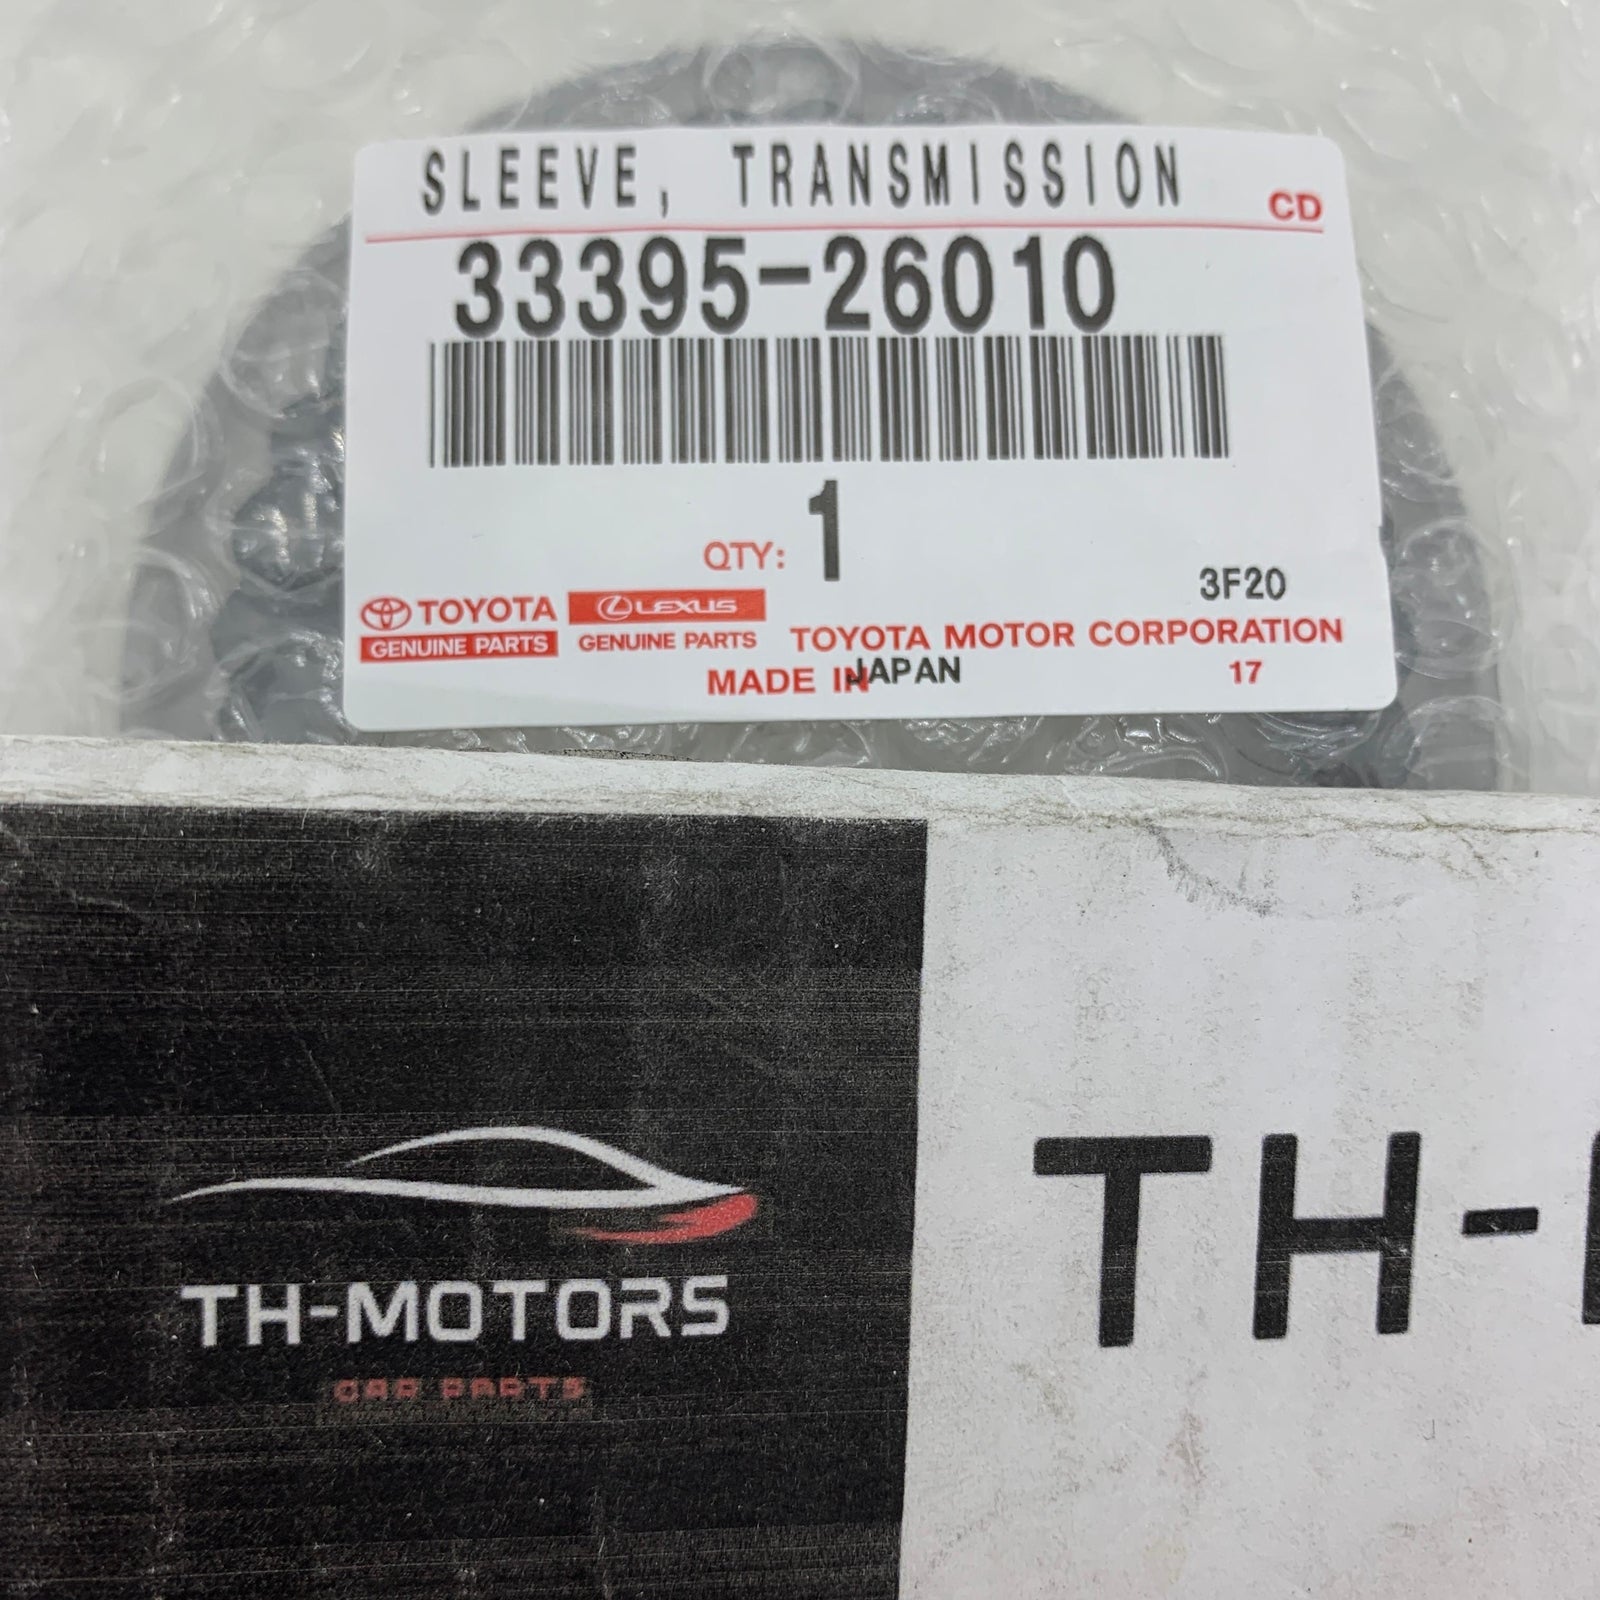 SLEEVE, TRANSMISSION
CD
33395-26010
QTY: 1
3F20
TOYOTA LEXUS
GENUINE PARTS GENUINE PARTS TOYOTA MOTOR CORPORATION
MADE IN JAPAN 17
TH-
TH-MOTORS
CAR PARTS